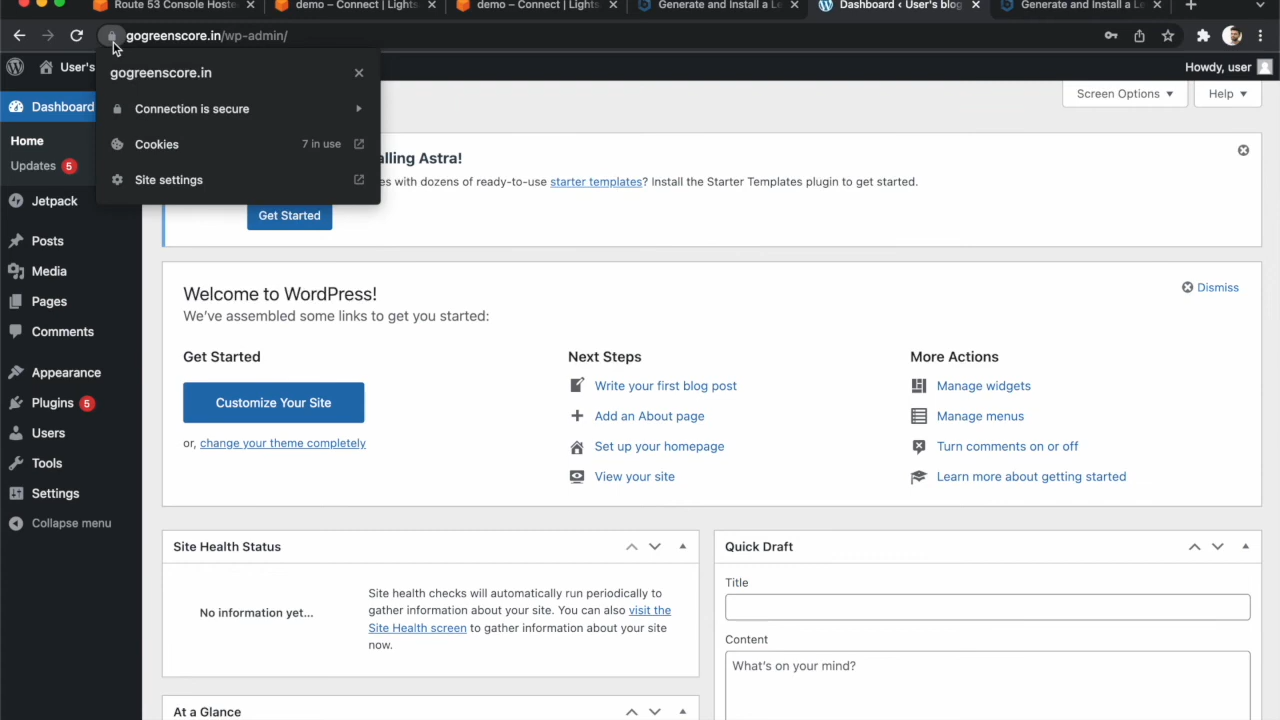 Route 53 Console Hoste
demo – Connect | Lights
demo – Connect | Lights
Generate and Install a Le
Dashboard ‹ User's blog
Generate and Install a Le
gogreenscore.in/wp-admin/
User's
Howdy, user
gogreenscore.in
Connection is secure
Cookies
7 in use
Site settings
Screen Options
Help
Dashboard
Home
Updates 5
Jetpack
Posts
Media
Pages
Comments
Appearance
Plugins 5
Users
Tools
Settings
Collapse menu
alling Astra!
es with dozens of ready-to-use starter templates? Install the Starter Templates plugin to get started.
Get Started
Welcome to WordPress!
We've assembled some links to get you started:
Dismiss
Get Started
Customize Your Site
or, change your theme completely
Next Steps
Write your first blog post
Add an About page
Set up your homepage
View your site
More Actions
Manage widgets
Manage menus
Turn comments on or off
Learn more about getting started
Site Health Status
No information yet...
Site health checks will automatically run periodically to
gather information about your site. You can also visit the
Site Health screen to gather information about your site
now.
At a Glance
Quick Draft
Title
Content
What's on your mind?